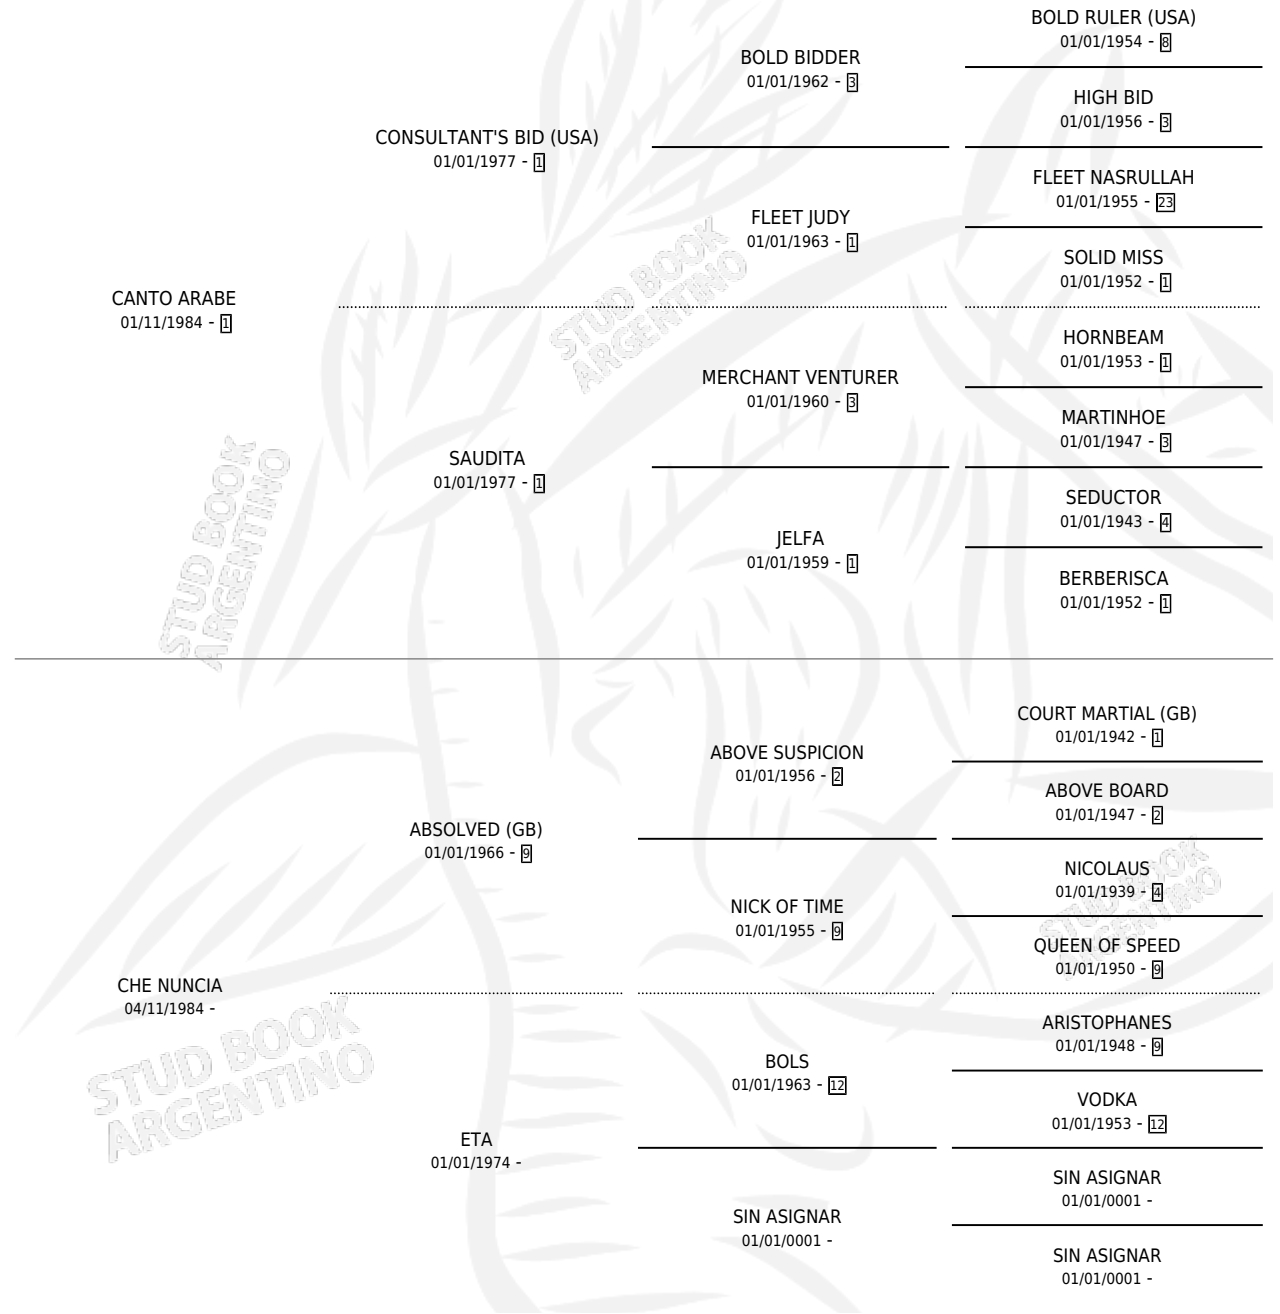 BOLD RULER (USA)
01/01/1954 - 8
BOLD BIDDER
01/01/1962 - 3
HIGH BID
01/01/1956 - 3
CONSULTANT'S BID (USA)
01/01/1977 - 1
FLEET NASRULLAH
01/01/1955 - 23
FLEET JUDY
01/01/1963 - 1
SOLID MISS
01/01/1952 - 1
CANTO ARABE
01/11/1984 - 1
HORNBEAM
01/01/1953 - 1
MERCHANT VENTURER
01/01/1960 - 3
MARTINHOE
01/01/1947 - 3
SAUDITA
01/01/1977 - 1
SEDUCTOR
01/01/1943 - 4
JELFA
01/01/1959 - 1
BERBERISCA
01/01/1952 - 1
COURT MARTIAL (GB)
01/01/1942 - 1
ABOVE SUSPICION
01/01/1956 - 2
ABOVE BOARD
01/01/1947 - 2
ABSOLVED (GB)
01/01/1966 - 9
NICOLAUS
01/01/1939 - 4
NICK OF TIME
01/01/1955 - 9
QUEEN OF SPEED
01/01/1950 - 9
CHE NUNCIA
04/11/1984 -
ARISTOPHANES
01/01/1948 - 9
BOLS
01/01/1963 - 12
VODKA
01/01/1953 - 12
ETA
01/01/1974 -
SIN ASIGNAR
01/01/0001 -
SIN ASIGNAR
01/01/0001 -
SIN ASIGNAR
01/01/0001 -
STUD BOOK
ARGENTINO
STUD BOOK
ARGENTINO
STUD BOOK
ARGENTINO
STUD BOOK
ARGENTINO